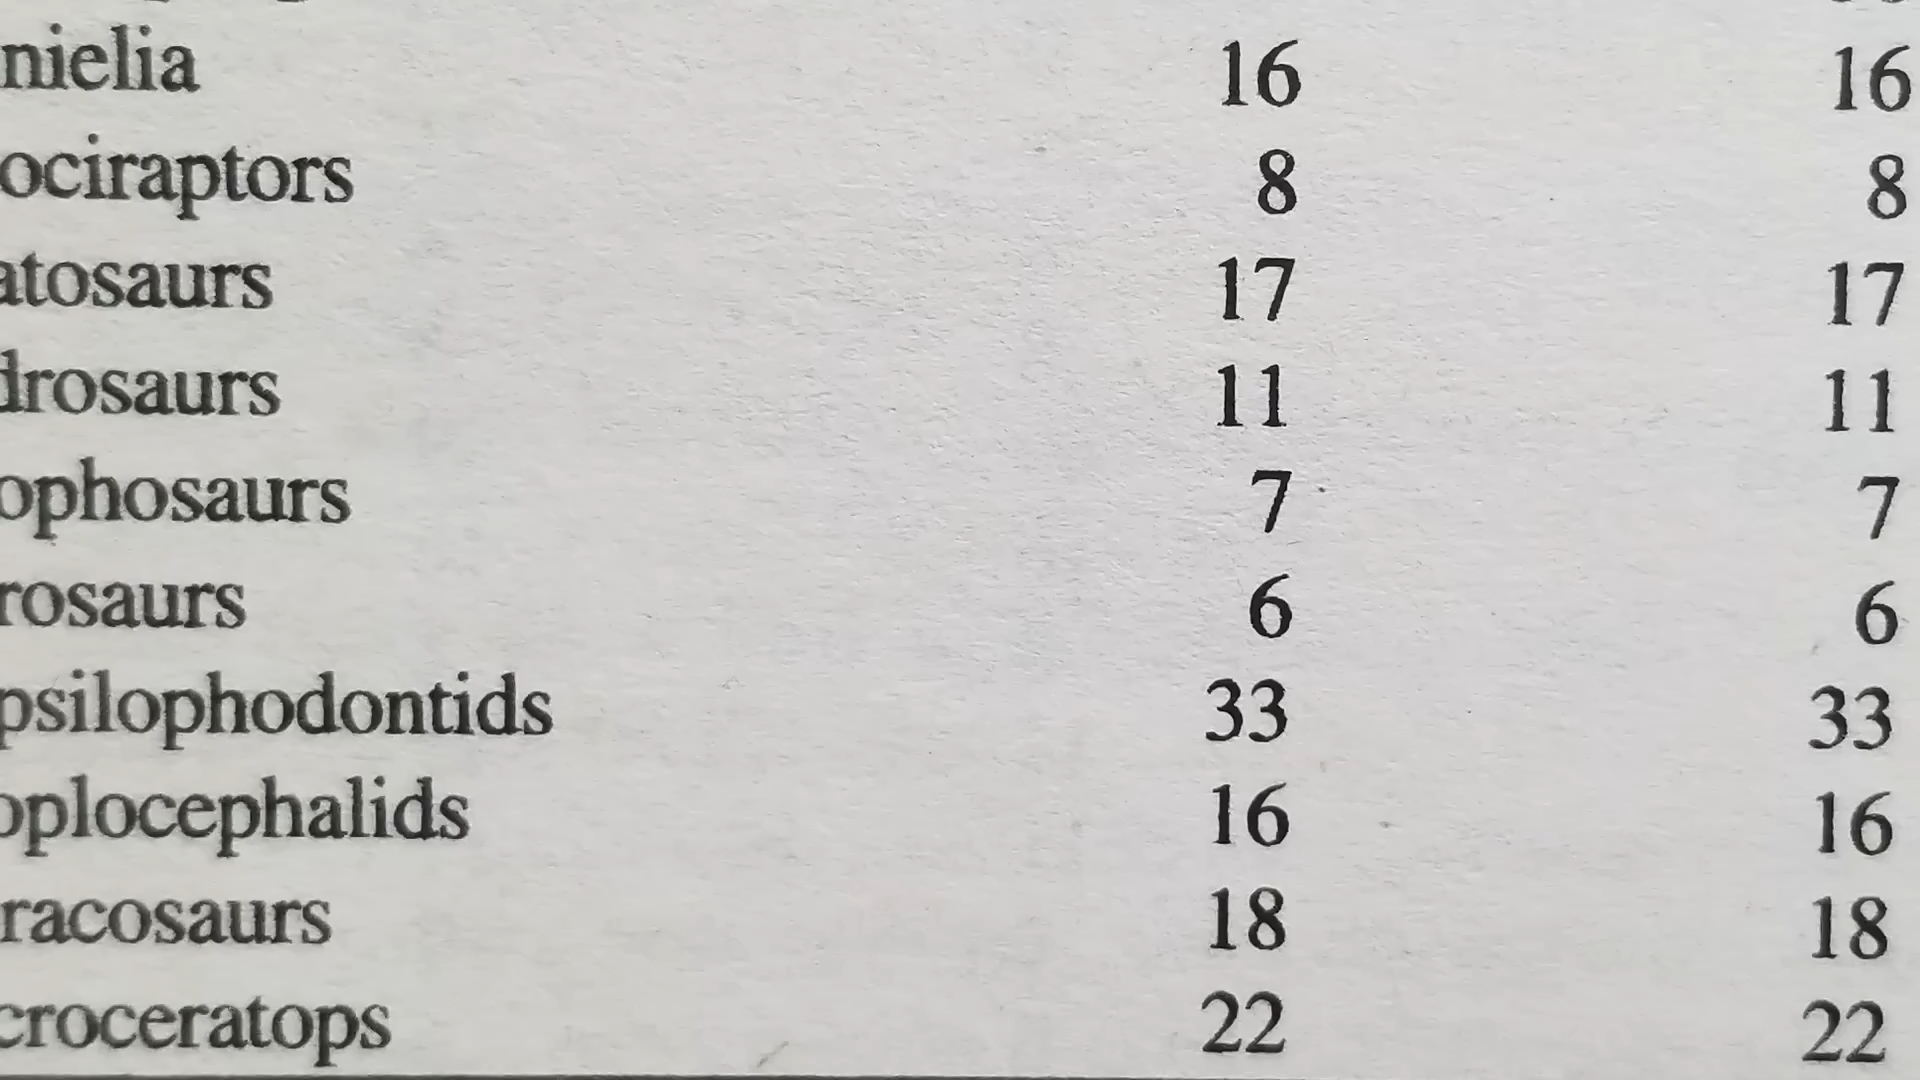 nielia 16 16
ociraptors 8 8
atosaurs 17 17
drosaurs 11 11
ophosaurs 7 7
rosaurs 6 6
psilophodontids 33 33
oplocephalids 16 16
racosaurs 18 18
croceratops 22 22